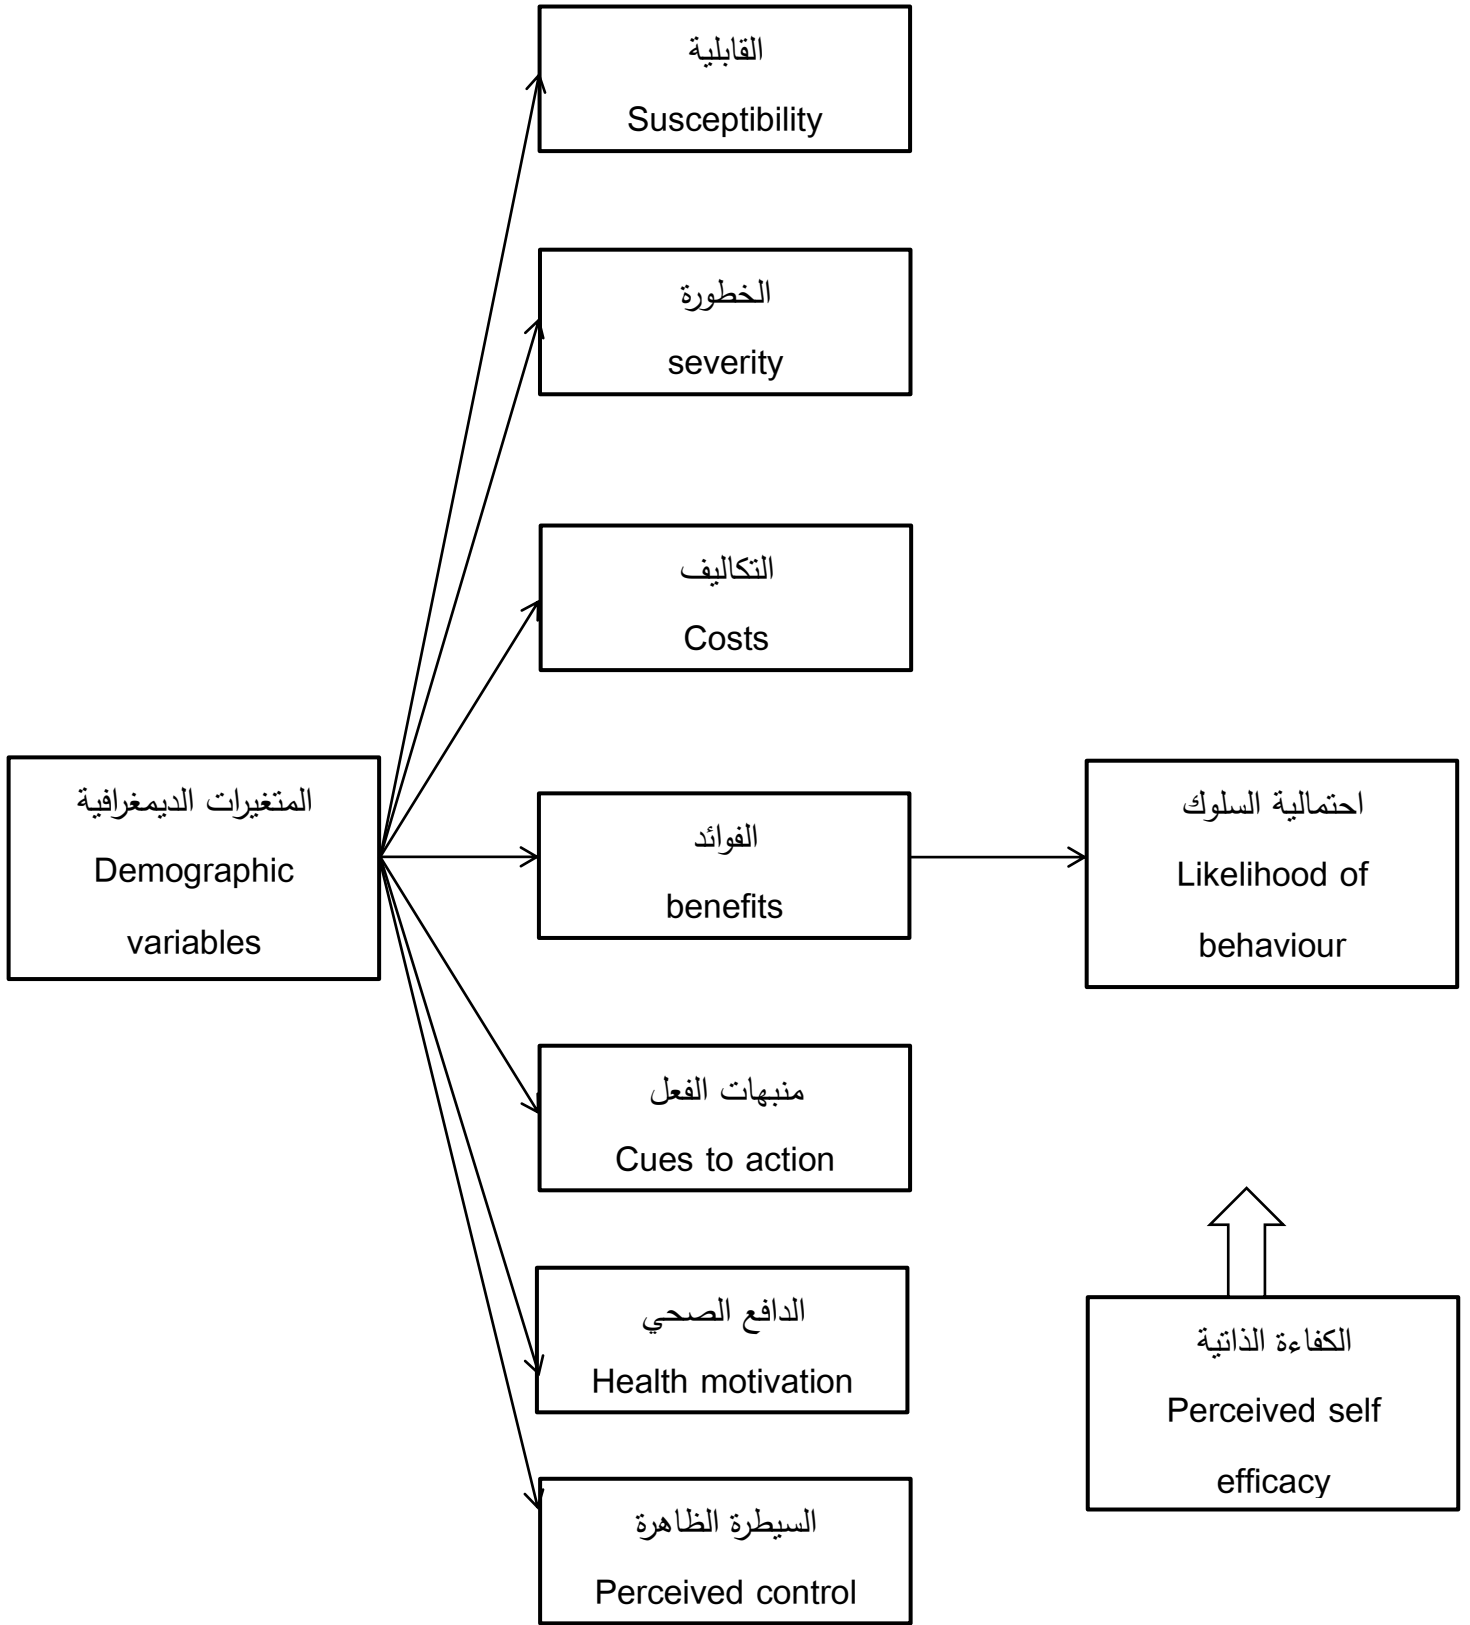 القابلية
Susceptibility
الخطورة
severity
التكاليف
Costs
المتغيرات الديمغرافية
Demographic
variables
الفوائد
benefits
احتمالية السلوك
Likelihood of
behaviour
منبهات الفعل
Cues to action
الدافع الصحي
Health motivation
الكفاءة الذاتية
Perceived self
efficacy
السيطرة الظاهرة
Perceived control